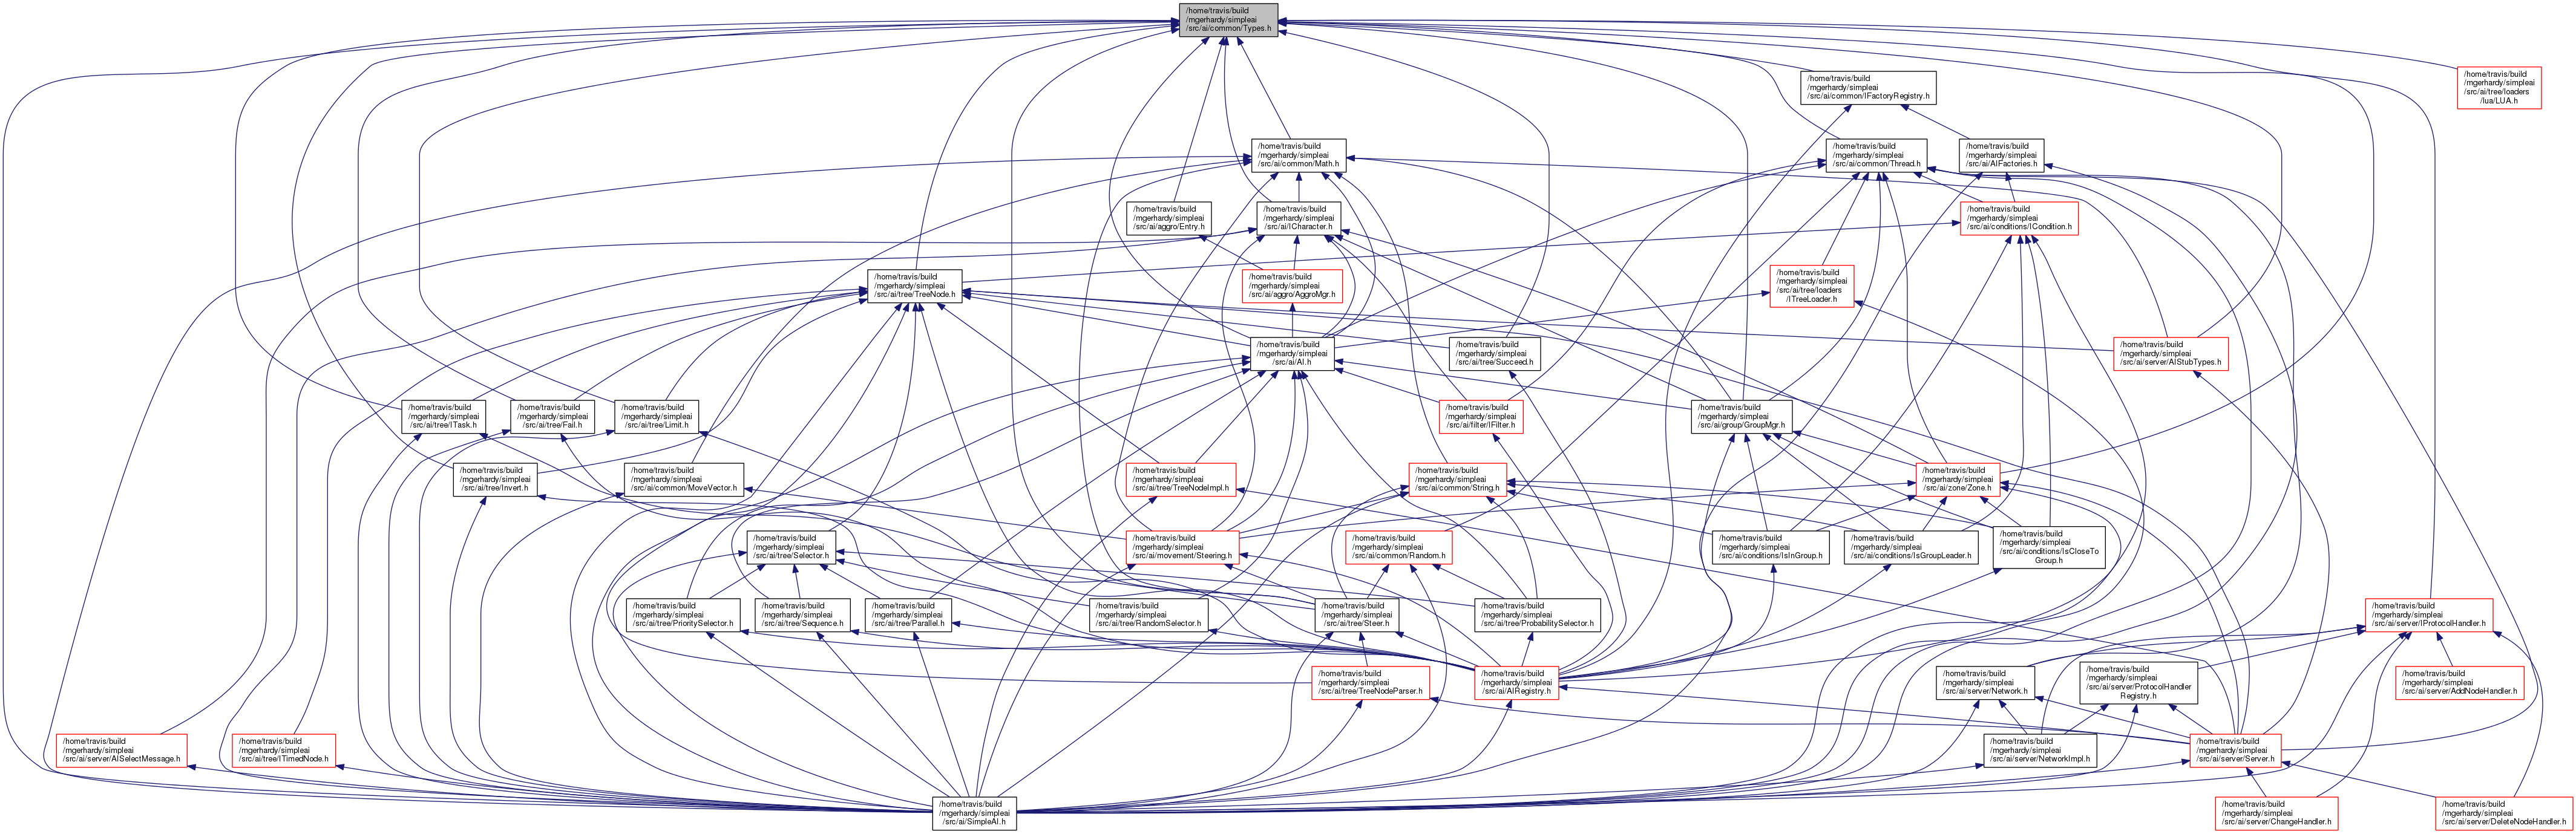 /home/travis/build
/mgerhardy/simpleai
/src/ai/common/Types.h
/home/travis/build
/mgerhardy/simpleai
/src/ai/tree/loaders
/lua/LUA.h
/home/travis/build
/mgerhardy/simpleai
/src/ai/common/IFactoryRegistry.h
/home/travis/build
/mgerhardy/simpleai
/src/ai/common/Math.h
/home/travis/build
/mgerhardy/simpleai
/src/ai/common/Thread.h
/home/travis/build
/mgerhardy/simpleai
/src/ai/AIFactories.h
/home/travis/build
/mgerhardy/simpleai
/src/ai/aggro/Entry.h
/home/travis/build
/mgerhardy/simpleai
/src/ai/ICharacter.h
/home/travis/build
/mgerhardy/simpleai
/src/ai/conditions/ICondition.h
/home/travis/build
/mgerhardy/simpleai
/src/ai/tree/TreeNode.h
/home/travis/build
/mgerhardy/simpleai
/src/ai/aggro/AggroMgr.h
/home/travis/build
/mgerhardy/simpleai
/src/ai/tree/loaders
/ITreeLoader.h
/home/travis/build
/mgerhardy/simpleai
/src/ai/AI.h
/home/travis/build
/mgerhardy/simpleai
/src/ai/tree/Succeed.h
/home/travis/build
/mgerhardy/simpleai
/src/ai/server/AIStubTypes.h
/home/travis/build
/mgerhardy/simpleai
/src/ai/tree/ITask.h
/home/travis/build
/mgerhardy/simpleai
/src/ai/tree/Fail.h
/home/travis/build
/mgerhardy/simpleai
/src/ai/tree/Limit.h
/home/travis/build
/mgerhardy/simpleai
/src/ai/filter/IFilter.h
/home/travis/build
/mgerhardy/simpleai
/src/ai/group/GroupMgr.h
/home/travis/build
/mgerhardy/simpleai
/src/ai/tree/Invert.h
/home/travis/build
/mgerhardy/simpleai
/src/ai/common/MoveVector.h
/home/travis/build
/mgerhardy/simpleai
/src/ai/tree/TreeNodeImpl.h
/home/travis/build
/mgerhardy/simpleai
/src/ai/common/String.h
/home/travis/build
/mgerhardy/simpleai
/src/ai/zone/Zone.h
/home/travis/build
/mgerhardy/simpleai
/src/ai/tree/Selector.h
/home/travis/build
/mgerhardy/simpleai
/src/ai/movement/Steering.h
/home/travis/build
/mgerhardy/simpleai
/src/ai/common/Random.h
/home/travis/build
/mgerhardy/simpleai
/src/ai/conditions/IsInGroup.h
/home/travis/build
/mgerhardy/simpleai
/src/ai/conditions/IsGroupLeader.h
/home/travis/build
/mgerhardy/simpleai
/src/ai/conditions/IsCloseTo
Group.h
/home/travis/build
/mgerhardy/simpleai
/src/ai/tree/PrioritySelector.h
/home/travis/build
/mgerhardy/simpleai
/src/ai/tree/Sequence.h
/home/travis/build
/mgerhardy/simpleai
/src/ai/tree/Parallel.h
/home/travis/build
/mgerhardy/simpleai
/src/ai/tree/RandomSelector.h
/home/travis/build
/mgerhardy/simpleai
/src/ai/tree/Steer.h
/home/travis/build
/mgerhardy/simpleai
/src/ai/tree/ProbabilitySelector.h
/home/travis/build
/mgerhardy/simpleai
/src/ai/server/IProtocolHandler.h
/home/travis/build
/mgerhardy/simpleai
/src/ai/tree/TreeNodeParser.h
/home/travis/build
/mgerhardy/simpleai
/src/ai/AIRegistry.h
/home/travis/build
/mgerhardy/simpleai
/src/ai/server/Network.h
/home/travis/build
/mgerhardy/simpleai
/src/ai/server/ProtocolHandler
Registry.h
/home/travis/build
/mgerhardy/simpleai
/src/ai/server/AddNodeHandler.h
/home/travis/build
/mgerhardy/simpleai
/src/ai/server/AISelectMessage.h
/home/travis/build
/mgerhardy/simpleai
/src/ai/tree/ITimedNode.h
/home/travis/build
/mgerhardy/simpleai
/src/ai/server/NetworkImpl.h
/home/travis/build
/mgerhardy/simpleai
/src/ai/server/Server.h
/home/travis/build
/mgerhardy/simpleai
/src/ai/SimpleAI.h
/home/travis/build
/mgerhardy/simpleai
/src/ai/server/ChangeHandler.h
/home/travis/build
/mgerhardy/simpleai
/src/ai/server/DeleteNodeHandler.h